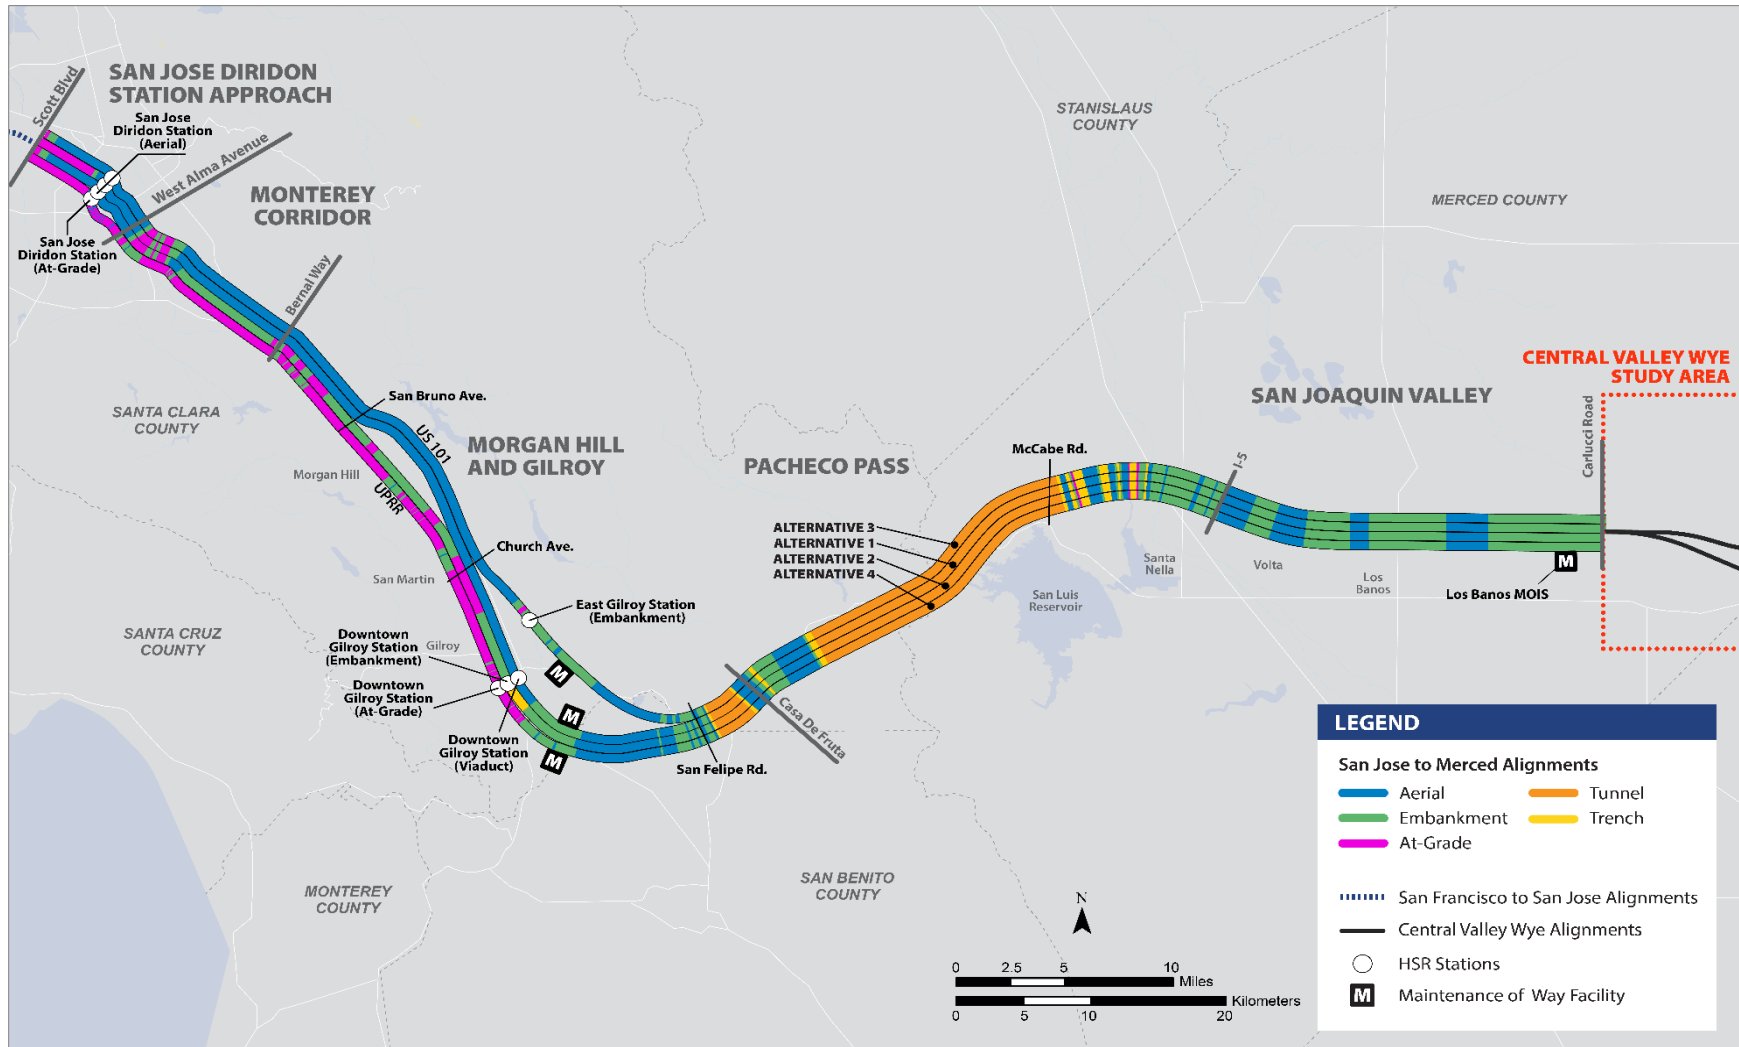 SAN JOSE DIRIDON
STATION APPROACH
Scott Blvd
San Jose
Diridon Station
(Aerial)
West Alma Avenue
MONTEREY
CORRIDOR
San Jose
Diridon Station
(At-Grade)
Bernal Way
STANISLAUS
COUNTY
MERCED COUNTY
CENTRAL VALLEY WYE
STUDY AREA
SAN JOAQUIN VALLEY
Carlucci Road
San Bruno Ave.
SANTA CLARA
COUNTY
US 101
MORGAN HILL
AND GILROY
PACHECO PASS
McCabe Rd.
I-5
Morgan Hill
UPRR
ALTERNATIVE 3
ALTERNATIVE 1
ALTERNATIVE 2
ALTERNATIVE 4
Church Ave.
San Martin
Santa
Nella
Volta
Los
Banos
M
Los Banos MOIS
San Luis
Reservoir
East Gilroy Station
(Embankment)
SANTA CRUZ
COUNTY
Gilroy
Downtown
Gilroy Station
(Embankment)
M
Downtown
Gilroy Station
(At-Grade)
M
Downtown
Gilroy Station
(Viaduct)
M
San Felipe Rd.
Casa De Fruta
MONTEREY
COUNTY
SAN BENITO
COUNTY
N
0 2.5 5 10
Miles
Kilometers
0 5 10 20
LEGEND
San Jose to Merced Alignments
Aerial
Tunnel
Embankment
Trench
At-Grade
San Francisco to San Jose Alignments
Central Valley Wye Alignments
HSR Stations
M
Maintenance of Way Facility